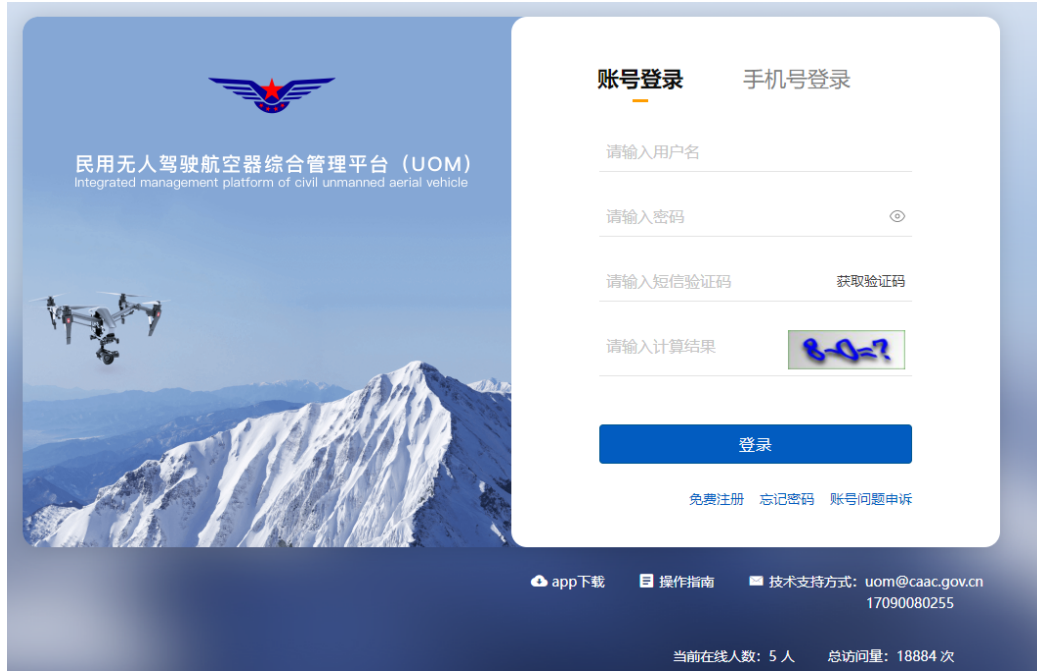 民用无人驾驶航空器综合管理平台（UOM）
Integrated management platform of civil unmanned aerial vehicle
账号登录 手机号登录
请输入用户名
请输入密码
请输入短信验证码 获取验证码
请输入计算结果 8-0=?
登录
免费注册 忘记密码 账号问题申诉
app下载 操作指南 技术支持方式：uom@caac.gov.cn
17090080255
当前在线人数：5 人 总访问量：18884 次